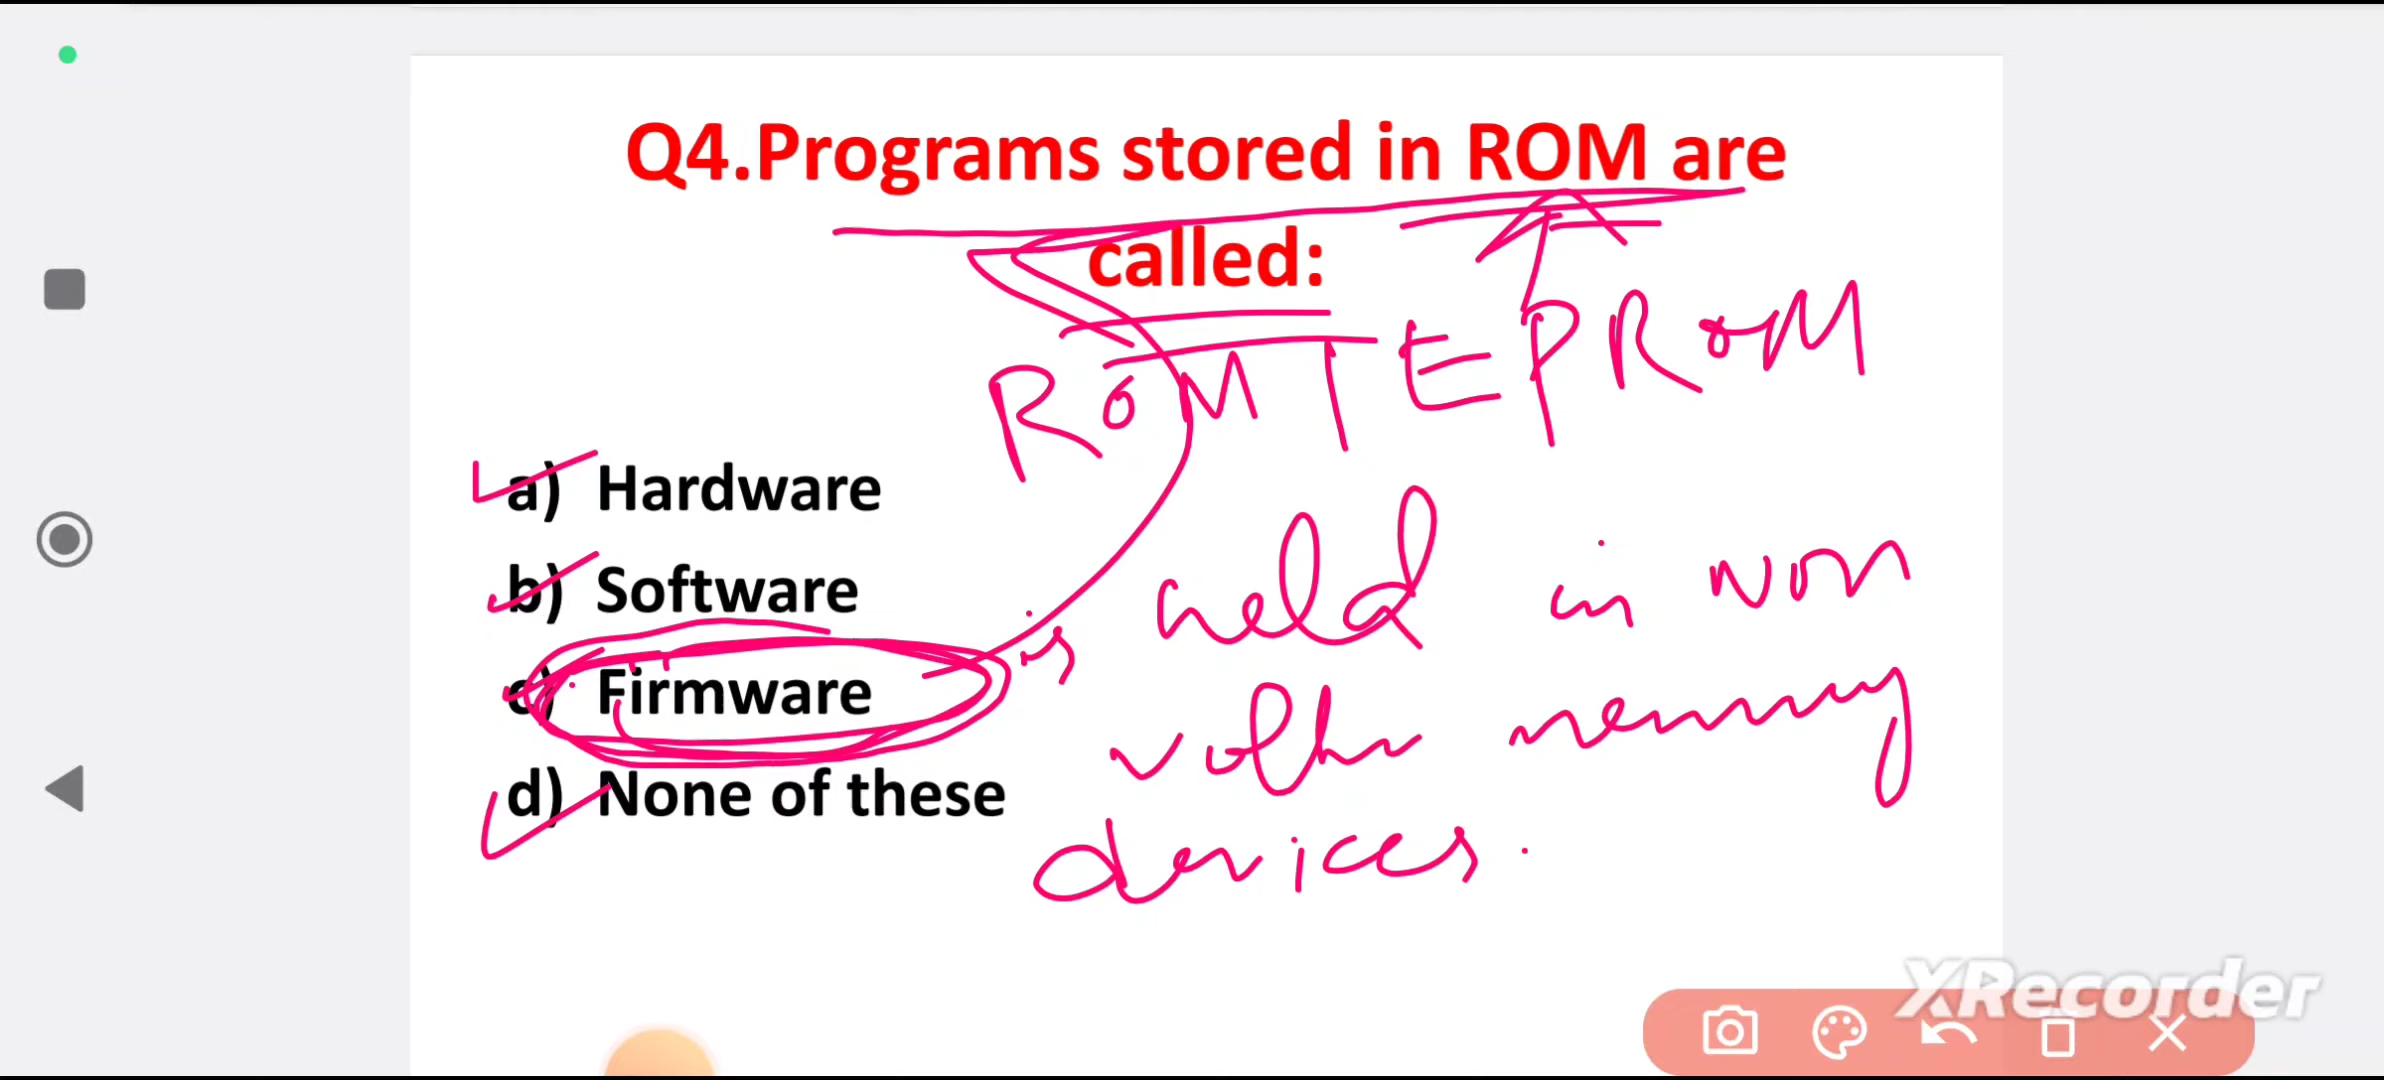 Q4.Programs stored in ROM are
called:
ROM EPROM
a) Hardware
b) Software
c) Firmware
d) None of these
is held in non
memory
devices.
XRecorder